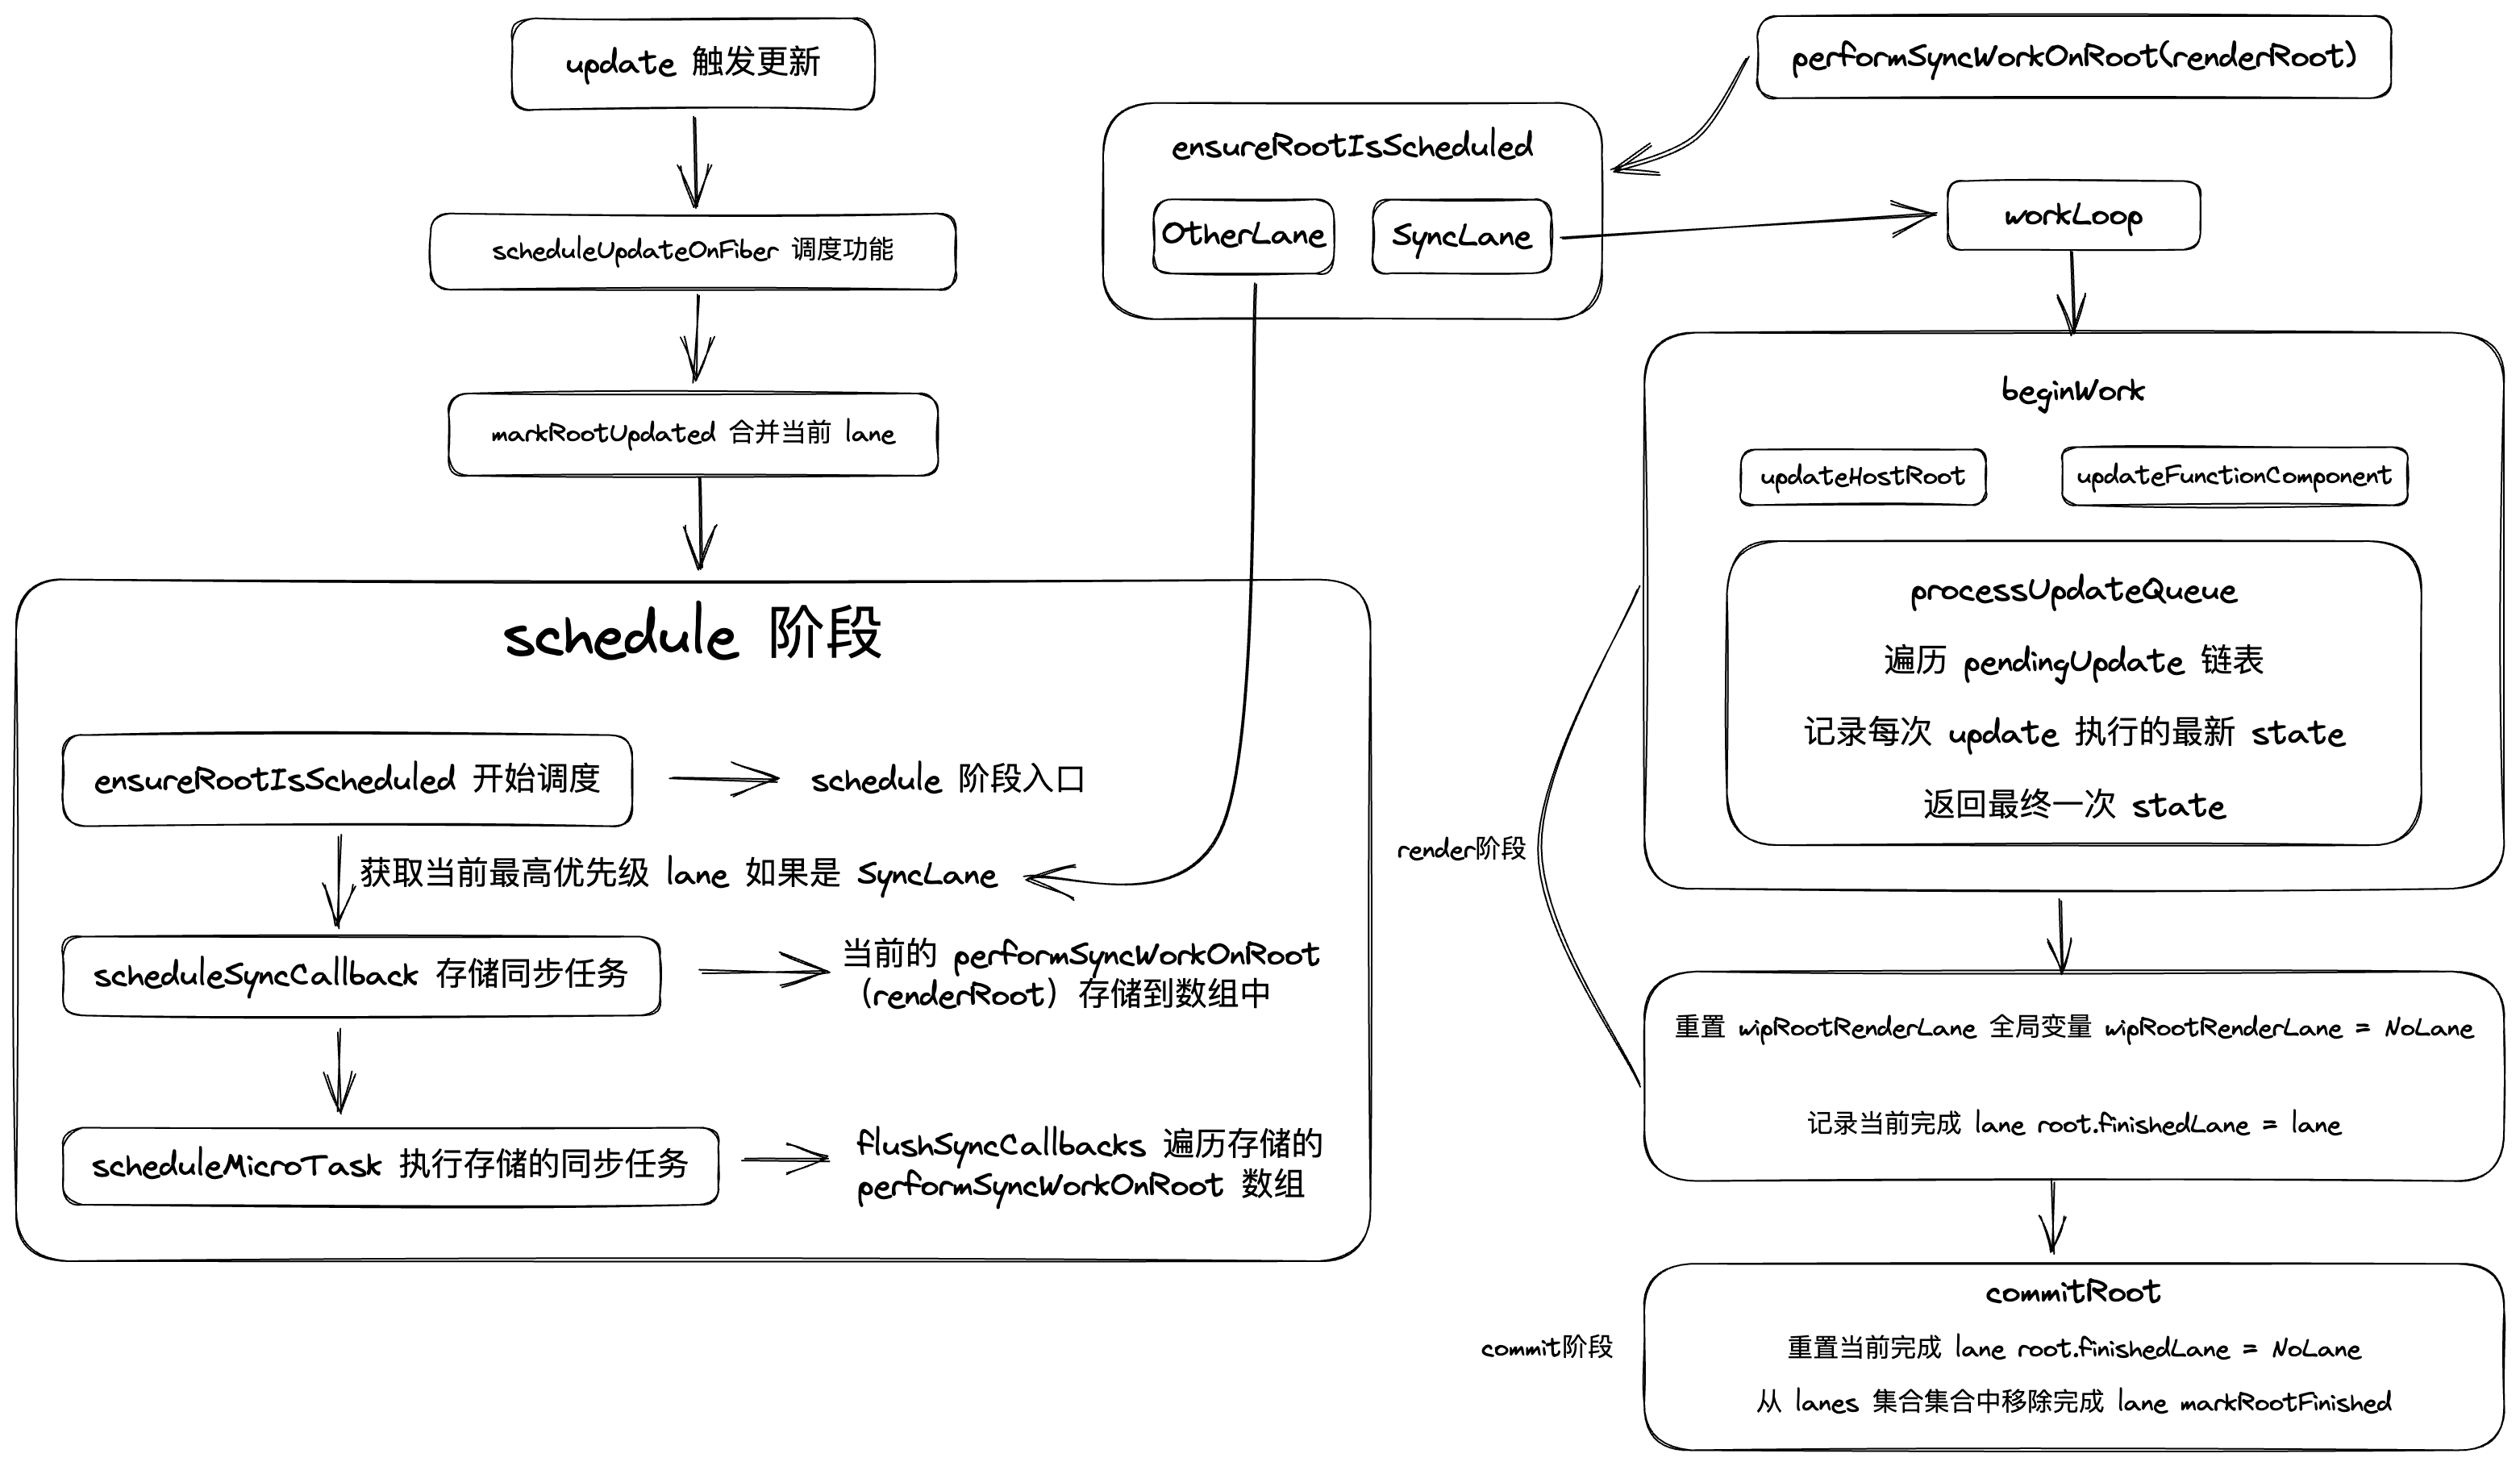 update 触发更新
scheduleUpdateOnFiber 调度功能
markRootUpdated 合并当前 lane
schedule 阶段
ensureRootIsScheduled 开始调度
schedule 阶段入口
获取当前最高优先级 lane 如果是 SyncLane
scheduleSyncCallback 存储同步任务
当前的 performSyncWorkOnRoot
（renderRoot）存储到数组中
scheduleMicroTask 执行存储的同步任务
flushSyncCallbacks 遍历存储的
performSyncWorkOnRoot 数组
performSyncWorkOnRoot(renderRoot)
ensureRootIsScheduled
OtherLane
SyncLane
workLoop
beginWork
updateHostRoot
updateFunctionComponent
processUpdateQueue
遍历 pendingUpdate 链表
记录每次 update 执行的最新 state
返回最终一次 state
render阶段
重置 wipRootRenderLane 全局变量 wipRootRenderLane = NoLane
记录当前完成 lane root.finishedLane = lane
commitRoot
commit阶段
重置当前完成 lane root.finishedLane = NoLane
从 lanes 集合集合中移除完成 lane markRootFinished